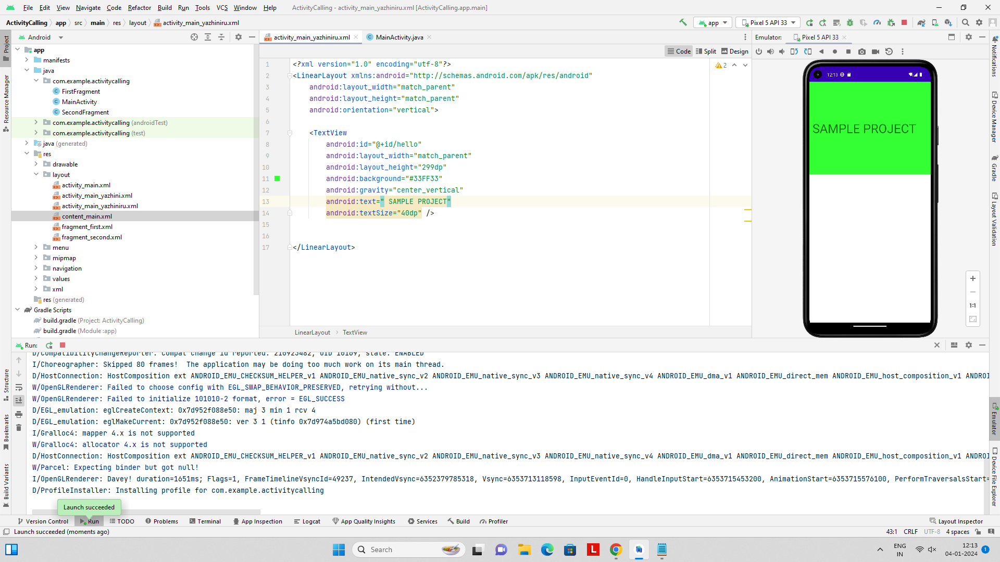 File Edit View Navigate Code Refactor Build Run Tools VCS Window Help ActivityCalling - activity_main_yazhiniru.xml [ActivityCalling.app.main]
ActivityCalling app src main res layout activity_main_yazhiniru.xml app Pixel 5 API 33
Android activity_main_yazhiniru.xml MainActivity.java Emulator: Pixel 5 API 33
Code Split Design
Project
Resource Manager
Structure
Bookmarks
Build Variants
app
manifests
java
com.example.activitycalling
FirstFragment
MainActivity
SecondFragment
com.example.activitycalling (androidTest)
com.example.activitycalling (test)
java (generated)
res
drawable
layout
activity_main.xml
activity_main_yazhini.xml
activity_main_yazhiniru.xml
content_main.xml
fragment_first.xml
fragment_second.xml
menu
mipmap
navigation
values
xml
res (generated)
Gradle Scripts
build.gradle (Project: ActivityCalling)
build.gradle (Module :app)
1 <?xml version="1.0" encoding="utf-8"?>
2 <LinearLayout xmlns:android="http://schemas.android.com/apk/res/android"
3 android:layout_width="match_parent"
4 android:layout_height="match_parent"
5 android:orientation="vertical">
6
7 <TextView
8 android:id="@+id/hello"
9 android:layout_width="match_parent"
10 android:layout_height="299dp"
11 android:background="#33FF33"
12 android:gravity="center_vertical"
13 android:text=" SAMPLE PROJECT"
14 android:textSize="40dp" />
15
16
17 </LinearLayout>
2
LinearLayout TextView
12:13
SAMPLE PROJECT
1:1
Notifications
Device Manager
Gradle
Layout Validation
Emulator
Device File Explorer
Run:
D/CompatibilityChangeReporter: Compat change id reported: 210923482; UID 10169; state: ENABLED
I/Choreographer: Skipped 80 frames! The application may be doing too much work on its main thread.
D/HostConnection: HostComposition ext ANDROID_EMU_CHECKSUM_HELPER_v1 ANDROID_EMU_native_sync_v2 ANDROID_EMU_native_sync_v3 ANDROID_EMU_native_sync_v4 ANDROID_EMU_dma_v1 ANDROID_EMU_direct_mem ANDROID_EMU_host_composition_v1 ANDROI
W/OpenGLRenderer: Failed to choose config with EGL_SWAP_BEHAVIOR_PRESERVED, retrying without...
W/OpenGLRenderer: Failed to initialize 101010-2 format, error = EGL_SUCCESS
D/EGL_emulation: eglCreateContext: 0x7d952f088e50: maj 3 min 1 rcv 4
D/EGL_emulation: eglMakeCurrent: 0x7d952f088e50: ver 3 1 (tinfo 0x7d974a5bd080) (first time)
I/Gralloc4: mapper 4.x is not supported
W/Gralloc4: allocator 4.x is not supported
D/HostConnection: HostComposition ext ANDROID_EMU_CHECKSUM_HELPER_v1 ANDROID_EMU_native_sync_v2 ANDROID_EMU_native_sync_v3 ANDROID_EMU_native_sync_v4 ANDROID_EMU_dma_v1 ANDROID_EMU_direct_mem ANDROID_EMU_host_composition_v1 ANDROI
W/Parcel: Expecting binder but got null!
I/OpenGLRenderer: Davey! duration=1651ms; Flags=1, FrameTimelineVsyncId=49237, IntendedVsync=6352379785318, Vsync=6353713118598, InputEventId=0, HandleInputStart=6353715453200, AnimationStart=6353715576100, PerformTraversalsStart=
D/ProfileInstaller: Installing profile for com.example.activitycalling
Launch succeeded
Version Control Run TODO Problems Terminal App Inspection Logcat App Quality Insights Services Build Profiler Layout Inspector
Launch succeeded (moments ago) 43:1 CRLF UTF-8 4 spaces
Search
L
AI
ENG
IN
12:13
04-01-2024
1